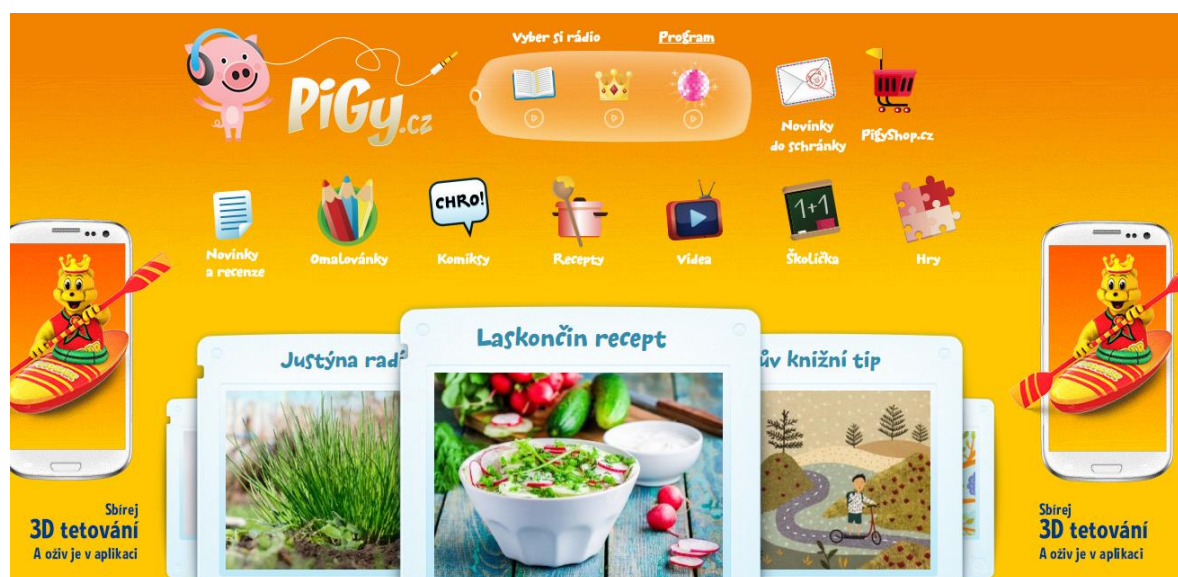 Vyber si rádio
Program
PiGy.cz
Novinky
do schránky
PigyShop.cz
CHRO!
1+1
Novinky
a recenze
Omalovánky
Komiksy
Recepty
Videa
Školička
Hry
Justýna rad
Laskončin recept
ův knižní tip
Sbírej
3D tetování
A oživ je v aplikaci
Sbírej
3D tetování
A oživ je v aplikaci